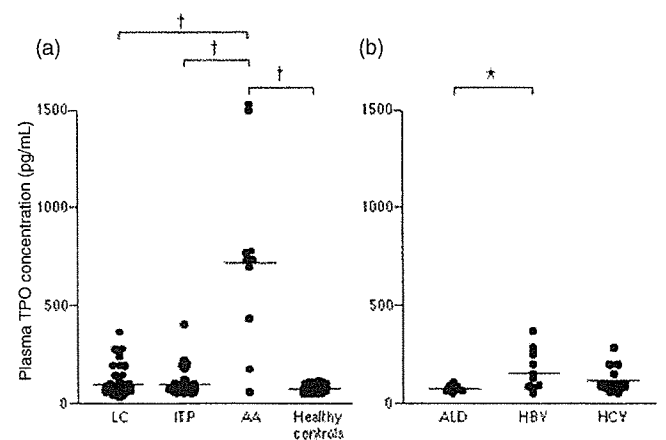 (a)
(b)
†
†
†
*
Plasma TPO concentration (pg/mL)
1500
1000
500
0
LC
ITP
AA
Healthy
controls
1500
1000
500
0
ALD
HBV
HCV